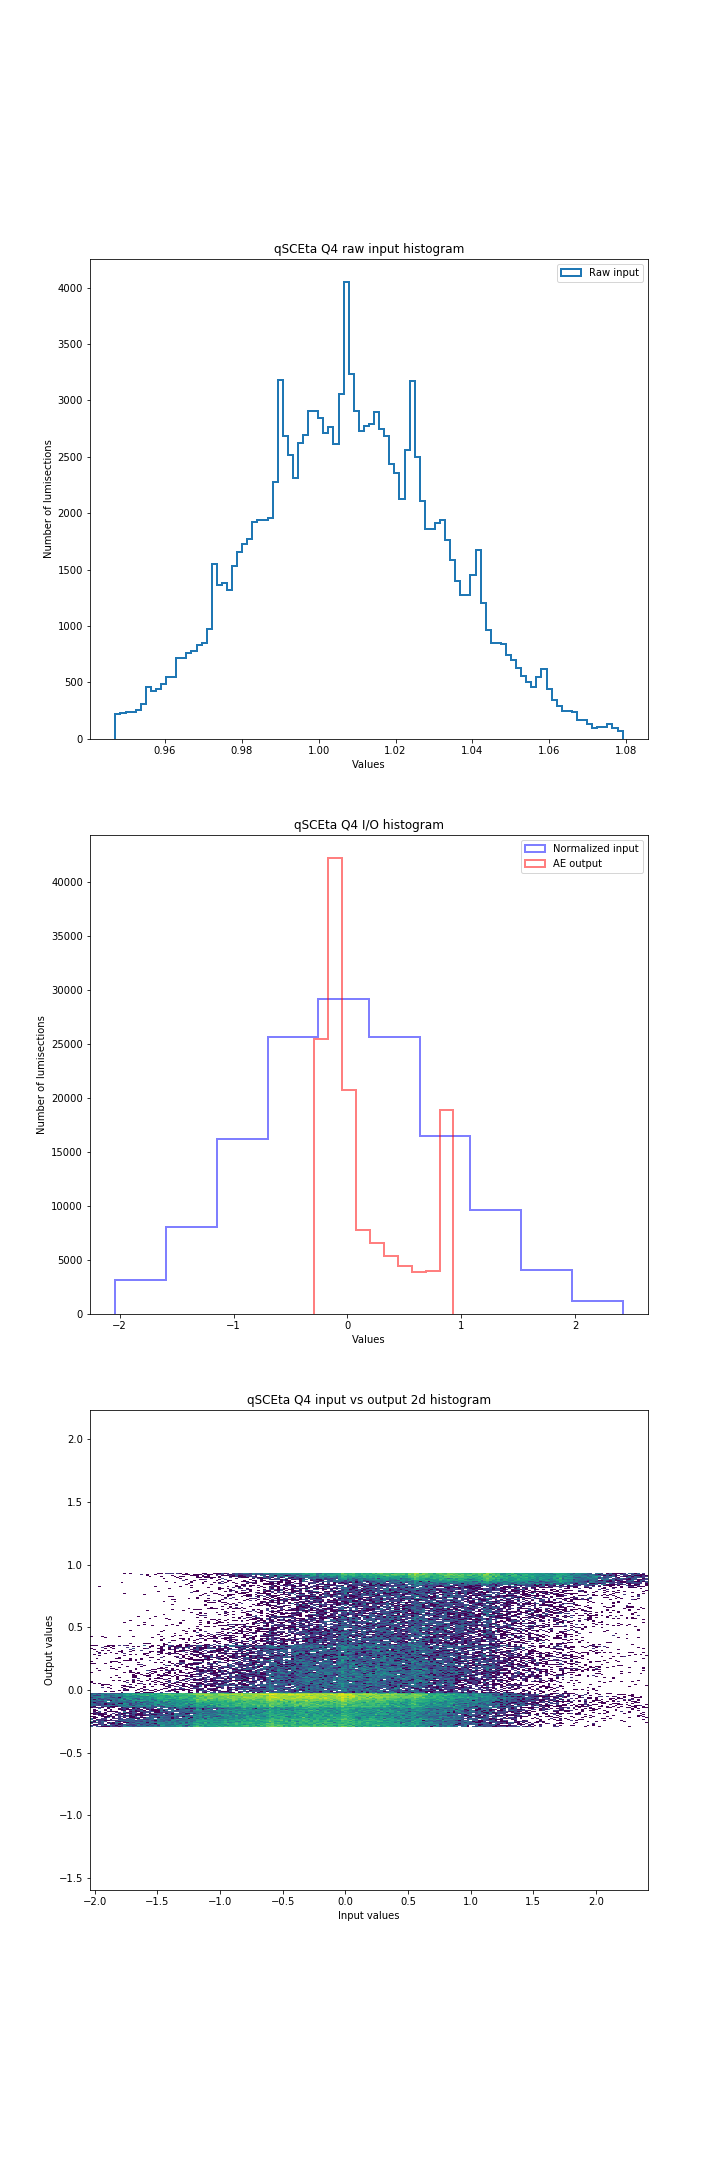 qSCEta Q4 raw input histogram
Raw input
4000
3500
3000
2500
2000
1500
1000
500
0
Number of lumisections
0.96 0.98 1.00 1.02 1.04 1.06 1.08
Values
qSCEta Q4 I/O histogram
Normalized input
AE output
40000
35000
30000
25000
20000
15000
10000
5000
0
Number of lumisections
−2 −1 0 1 2
Values
qSCEta Q4 input vs output 2d histogram
2.0
1.5
1.0
0.5
0.0
−0.5
−1.0
−1.5
Output values
−2.0 −1.5 −1.0 −0.5 0.0 0.5 1.0 1.5 2.0
Input values